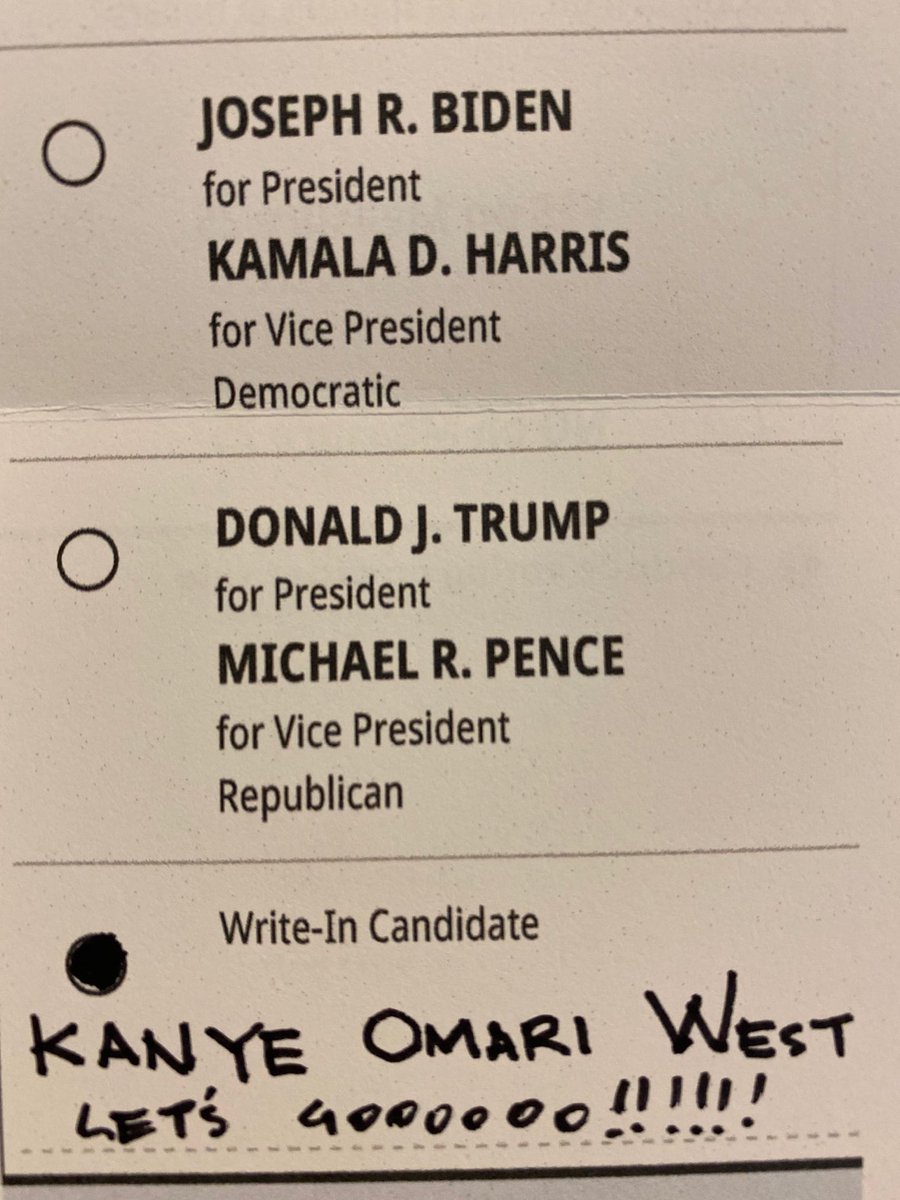 JOSEPH R. BIDEN
for President
KAMALA D. HARRIS
for Vice President
Democratic
DONALD J. TRUMP
for President
MICHAEL R. PENCE
for Vice President
Republican
Write-In Candidate
KANYE OMARI WEST
LET'S GOOOOOO!!!!!!